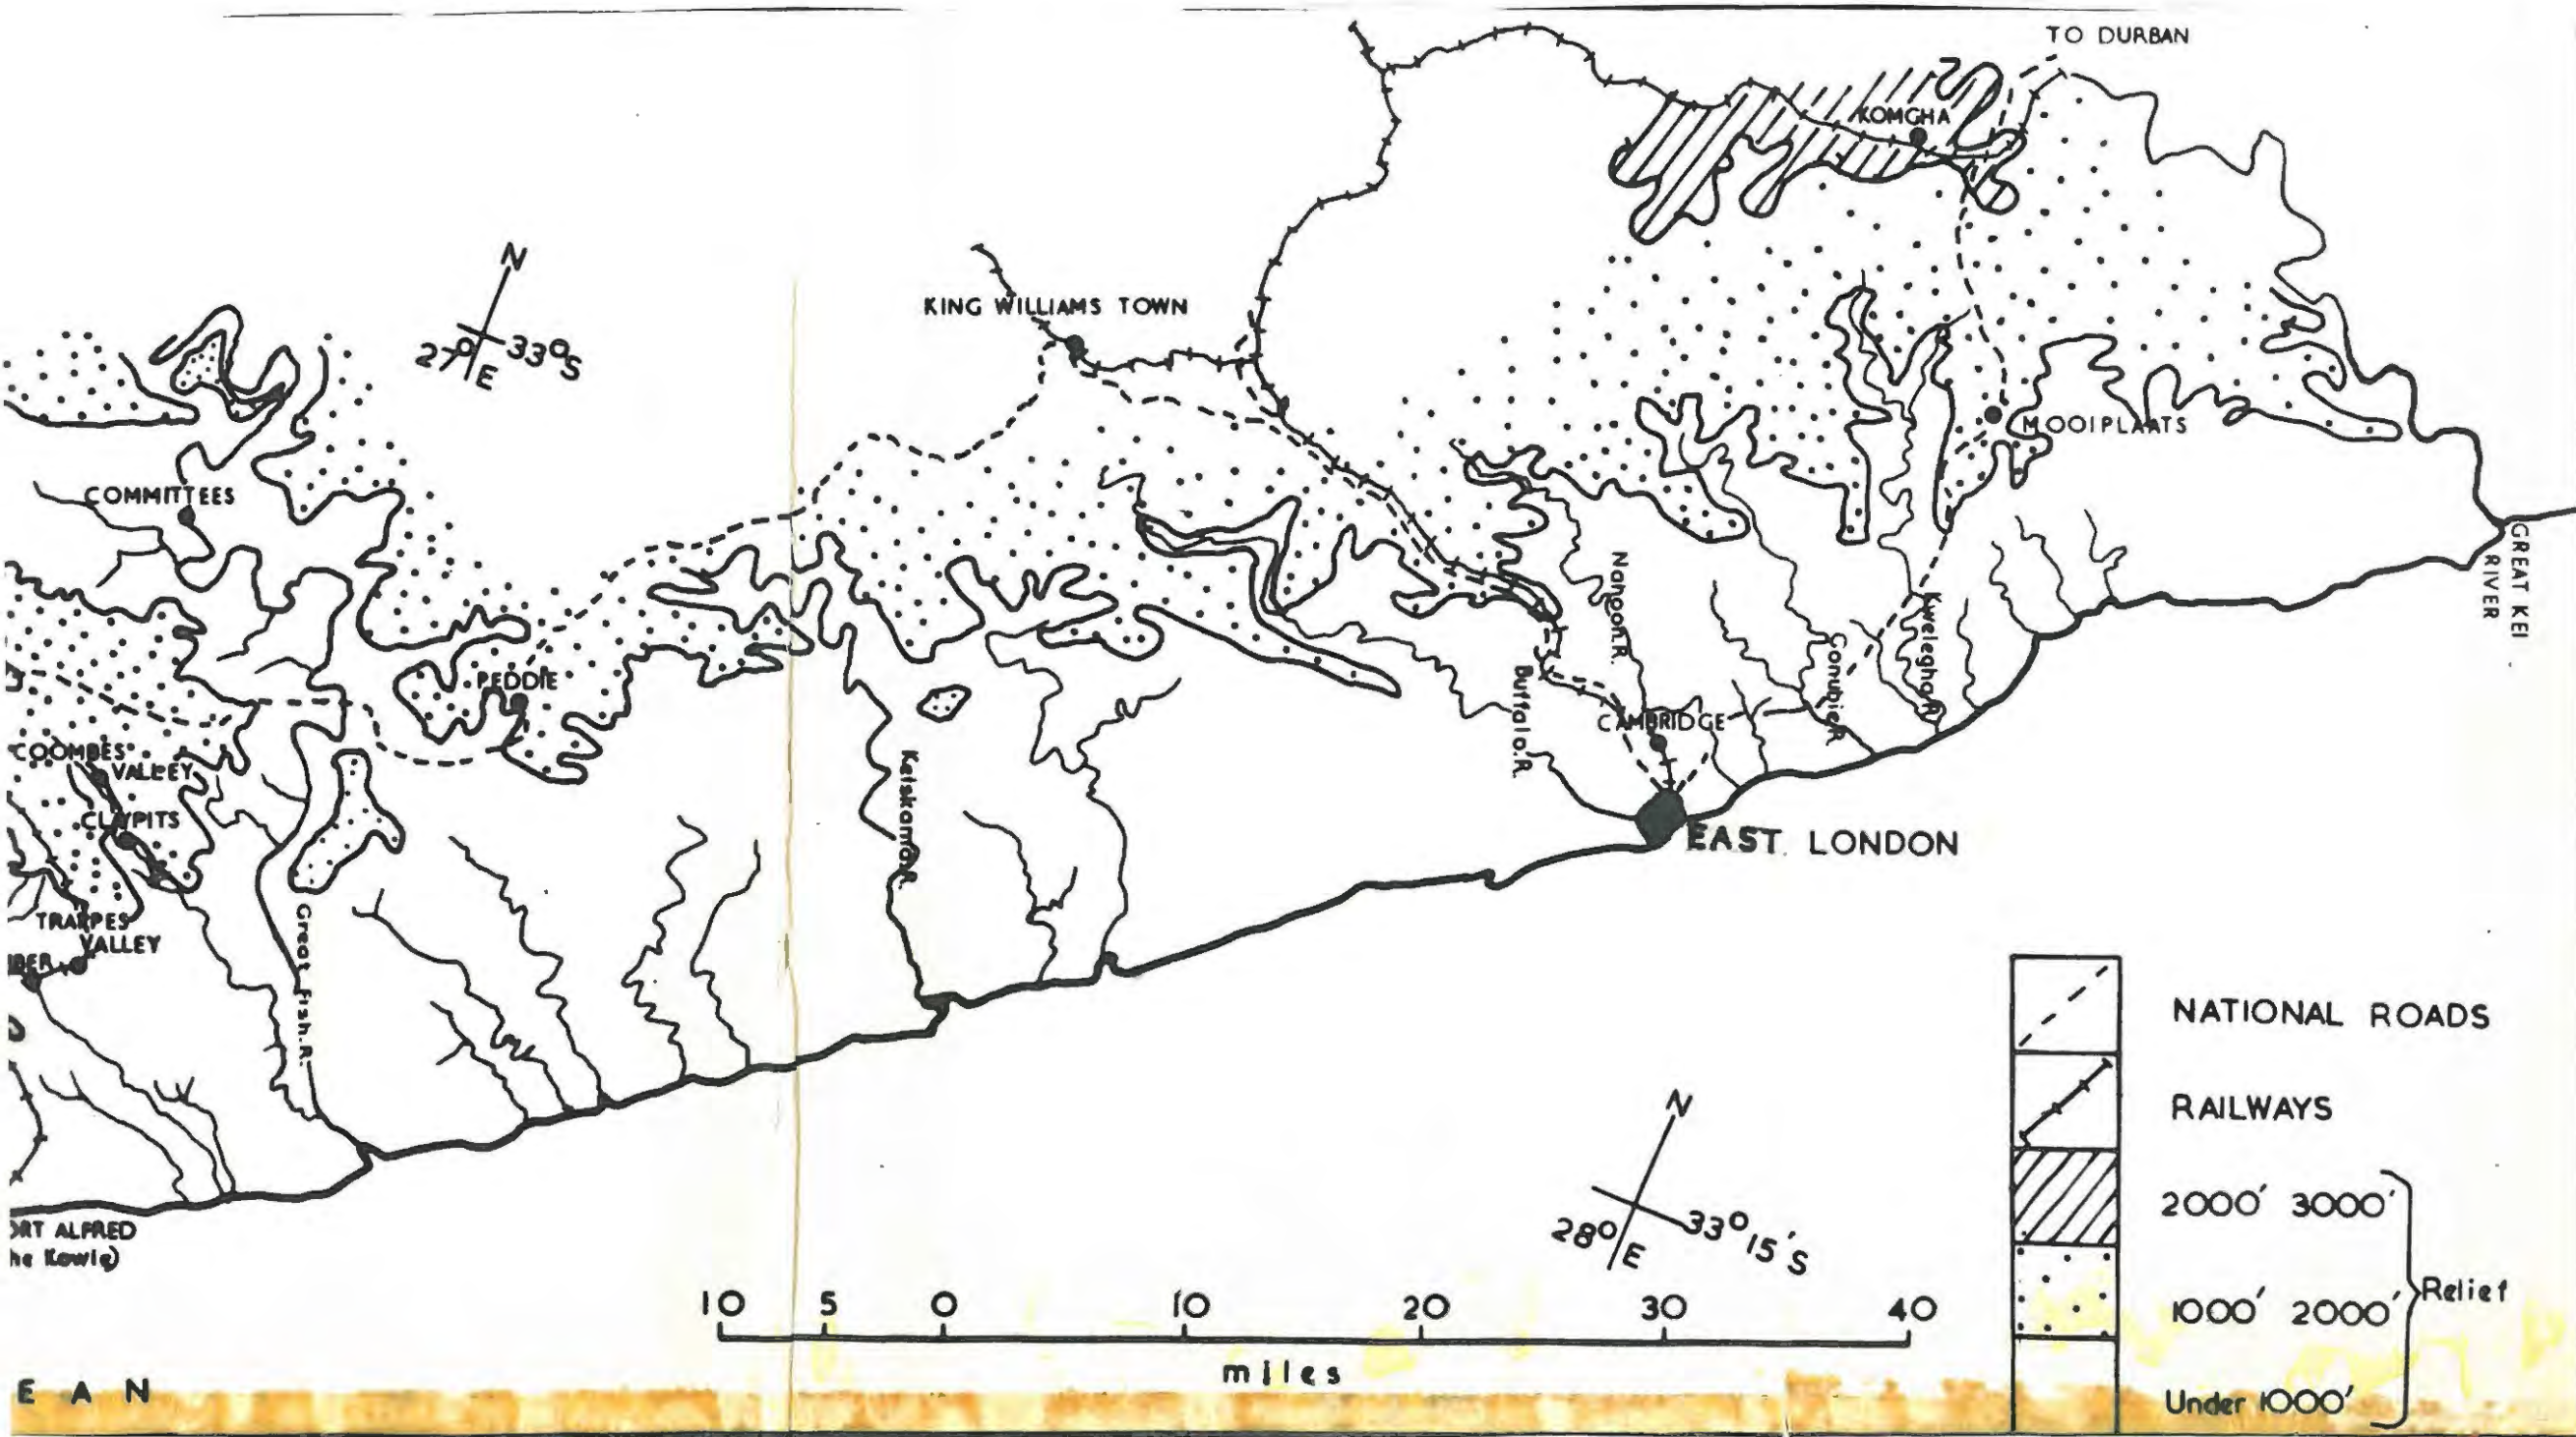 TO DURBAN
KOMGHA
N
27° 33°S
E
KING WILLIAMS TOWN
MOOIPLAATS
COMMITTEES
GREAT KEI
RIVER
Nahoon.R.
PEDDIE
Kwelegha R.
Gonubie R.
Buffalo.R.
CAMBRIDGE
COOMBES
VALLEY
CLAYPITS
Keiskama R.
EAST LONDON
TRAPPES
VALLEY
Great Fish.R.
NATIONAL ROADS
RAILWAYS
N
28° 33° 15'S
E
2000' 3000'
1000' 2000'
Relief
Under 1000'
ORT ALFRED
he Kowie)
10 5 0 10 20 30 40
miles
E A N